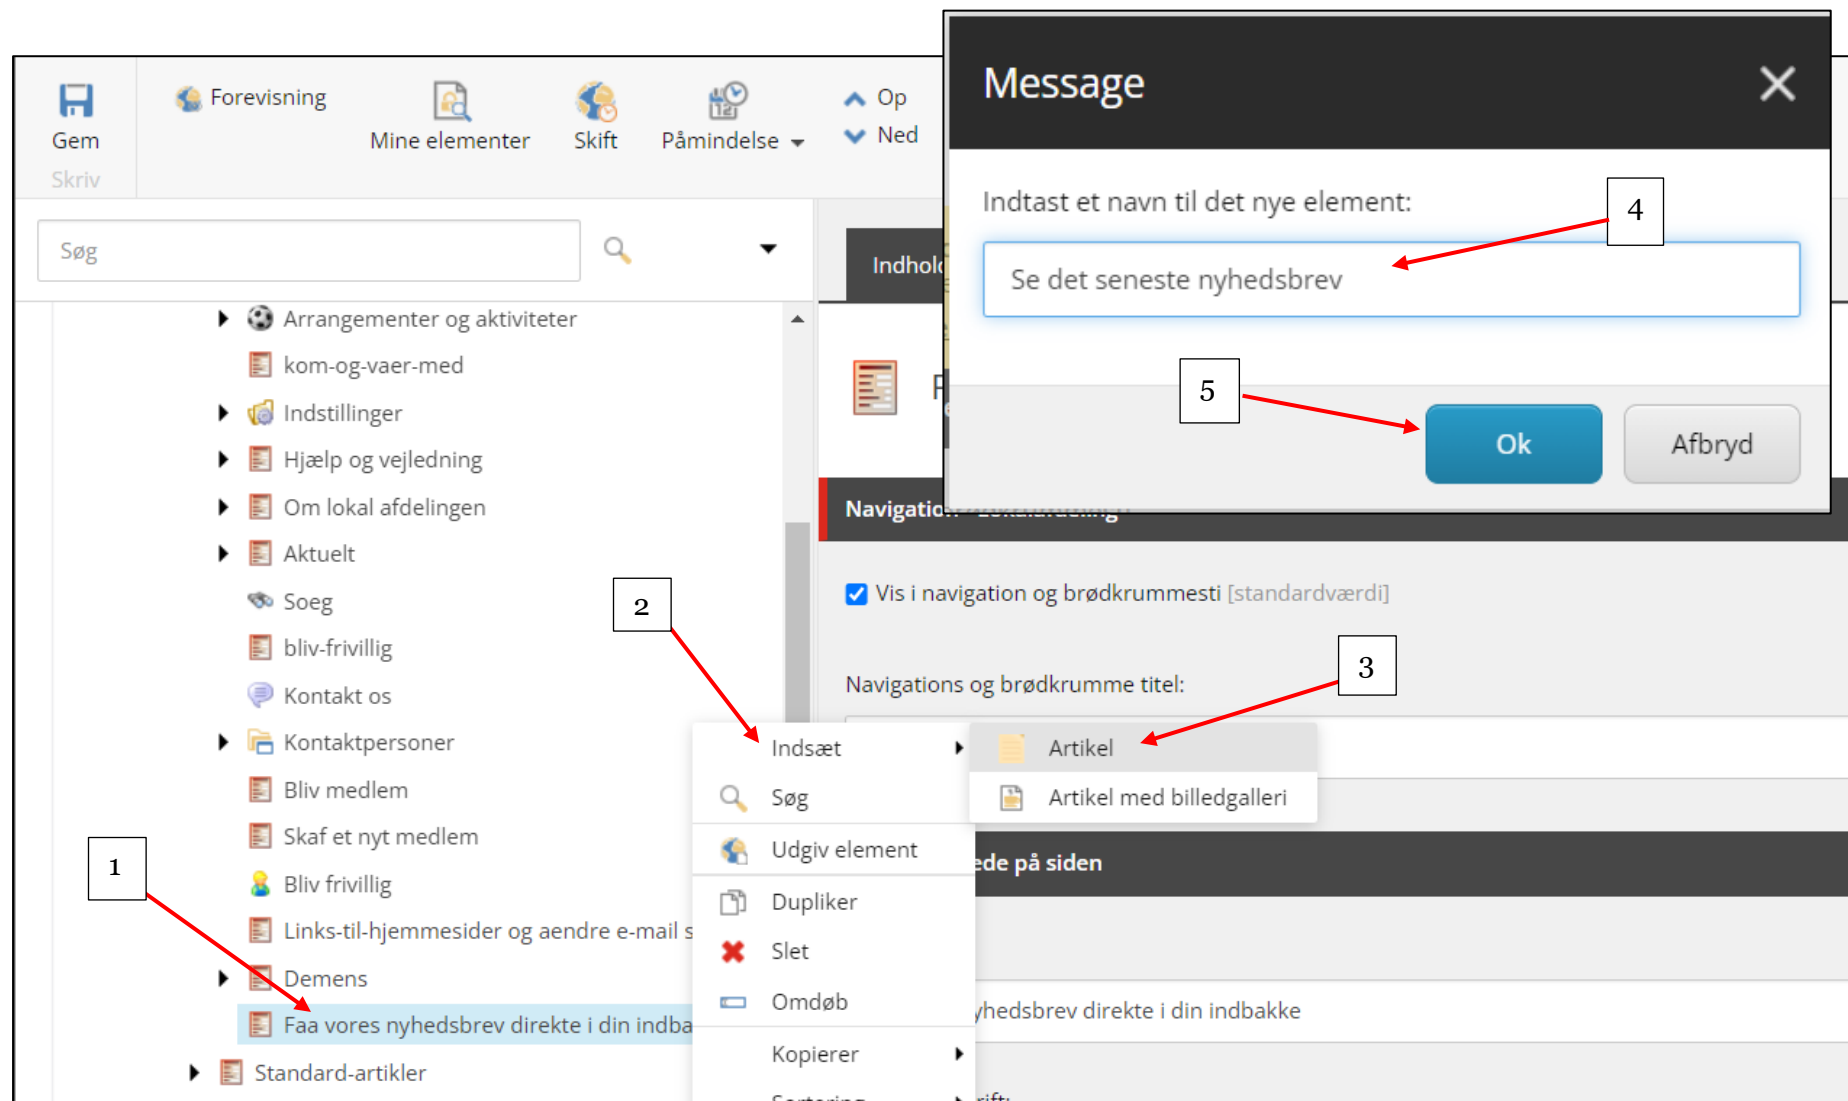 Gem
Skriv
Forevisning
Mine elementer
Skift
Påmindelse
Op
Ned
Søg
Arrangementer og aktiviteter
kom-og-vaer-med
Indstillinger
Hjælp og vejledning
Om lokal afdelingen
Aktuelt
Soeg
bliv-frivillig
Kontakt os
Kontaktpersoner
Bliv medlem
Skaf et nyt medlem
Bliv frivillig
Links-til-hjemmesider og aendre e-mail s
Demens
Faa vores nyhedsbrev direkte i din indba
Standard-artikler
1
2
Indsæt
Søg
Udgiv element
Dupliker
Slet
Omdøb
Kopierer
Sortering
3
Artikel
Artikel med billedgalleri
Message
Indtast et navn til det nye element:
4
Se det seneste nyhedsbrev
5
Ok
Afbryd
Indhold
Vis i navigation og brødkrummesti [standardværdi]
Navigations og brødkrumme titel:
ede på siden
yhedsbrev direkte i din indbakke